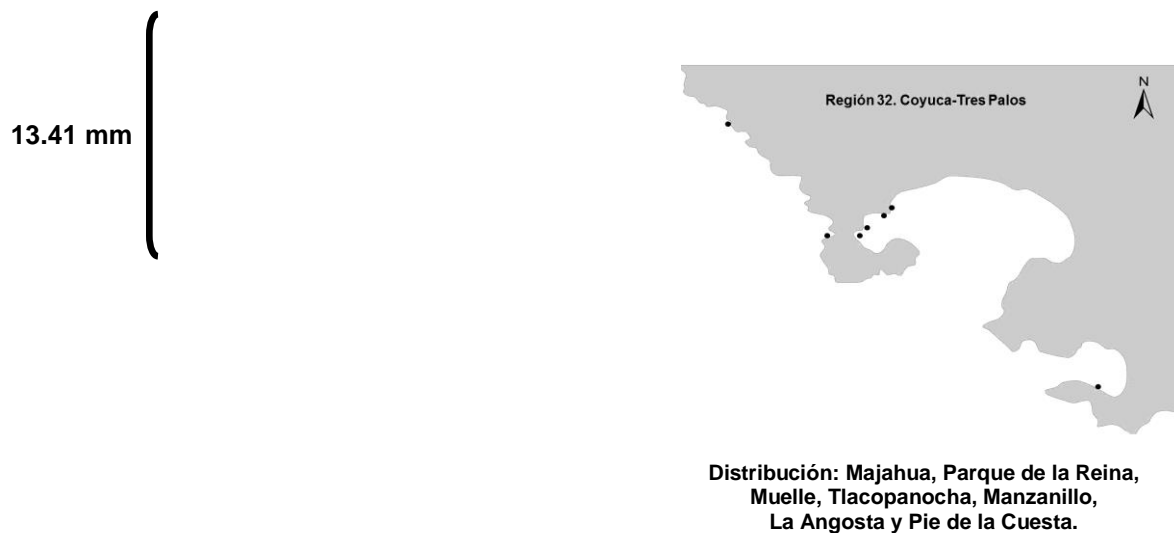 13.41 mm
Región 32. Coyuca-Tres Palos
N
Distribución: Majahua, Parque de la Reina,
Muelle, Tlacopanocha, Manzanillo,
La Angosta y Pie de la Cuesta.